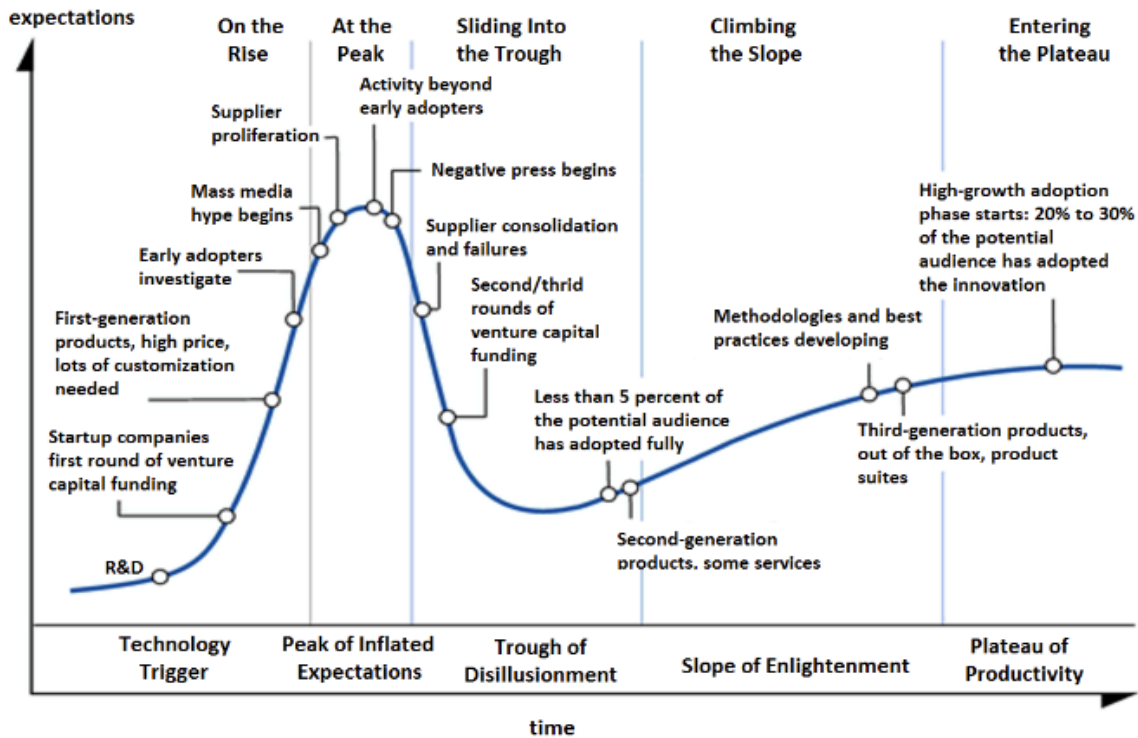 expectations
On the
Rise
At the
Peak
Sliding Into
the Trough
Climbing
the Slope
Entering
the Plateau
Activity beyond
early adopters
Supplier
proliferation
Negative press begins
Mass media
hype begins
High-growth adoption
phase starts: 20% to 30%
of the potential
audience has adopted
the innovation
Supplier consolidation
and failures
Early adopters
investigate
Second/thrid
rounds of
venture capital
funding
First-generation
products, high price,
lots of customization
needed
Methodologies and best
practices developing
Less than 5 percent of
the potential audience
has adopted fully
Startup companies
first round of venture
capital funding
Third-generation products,
out of the box, product
suites
Second-generation
products, some services
R&D
Technology
Trigger
Peak of Inflated
Expectations
Trough of
Disillusionment
Slope of Enlightenment
Plateau of
Productivity
time